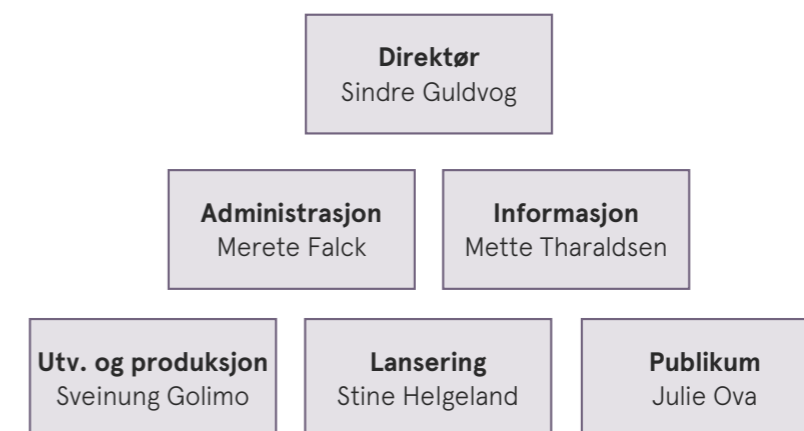 Direktør
Sindre Guldvog
Administrasjon
Merete Falck
Informasjon
Mette Tharaldsen
Utv. og produksjon
Sveinung Golimo
Lansering
Stine Helgeland
Publikum
Julie Ova